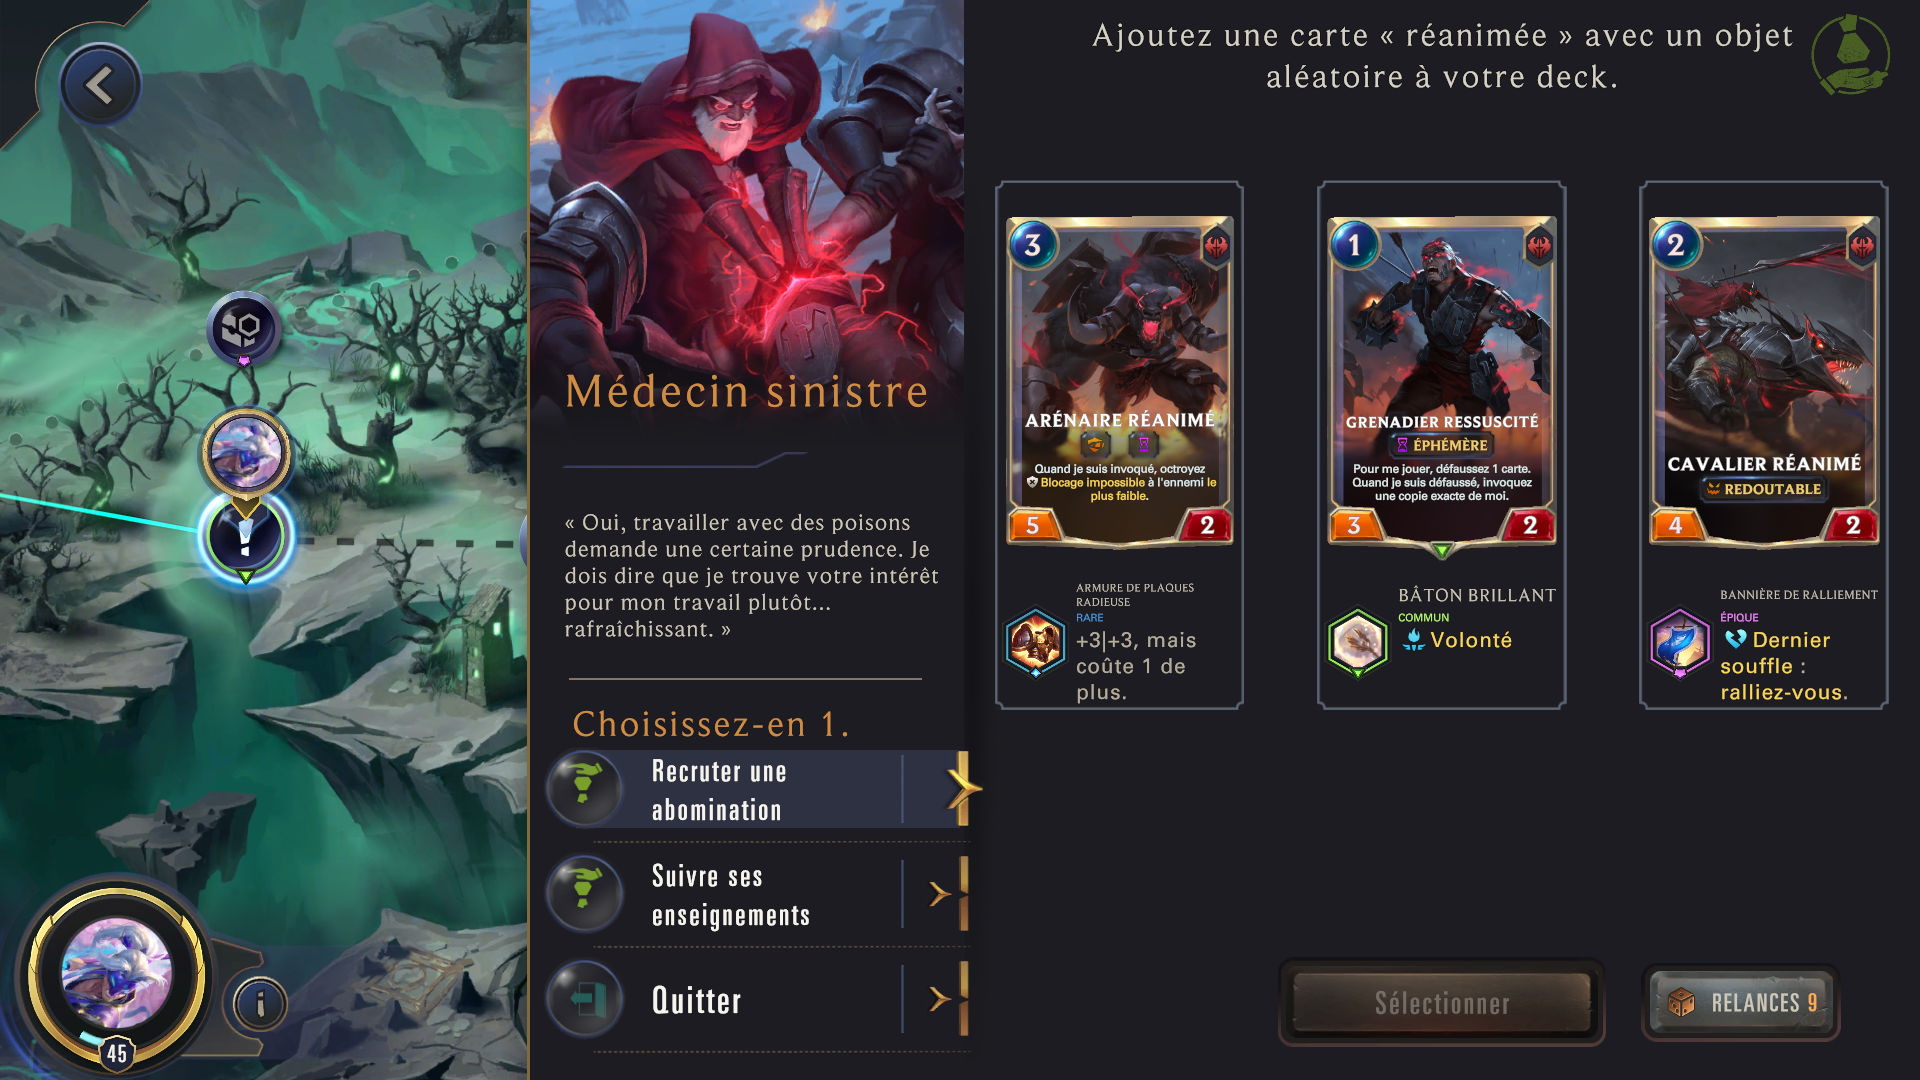 Ajoutez une carte « réanimée » avec un objet
aléatoire à votre deck.
Médecin sinistre
« Oui, travailler avec des poisons
demande une certaine prudence. Je
dois dire que je trouve votre intérêt
pour mon travail plutôt...
rafraîchissant. »
Choisissez-en 1.
Recruter une
abomination
Suivre ses
enseignements
Quitter
45
3
ARÉNAIRE RÉANIMÉ
Quand je suis invoqué, octroyez
Blocage impossible à l'ennemi le
plus faible.
5
2
ARMURE DE PLAQUES
RADIEUSE
RARE
+3|+3, mais
coûte 1 de
plus.
1
GRENADIER RESSUSCITÉ
ÉPHÉMÈRE
Pour me jouer, défaussez 1 carte.
Quand je suis défaussé, invoquez
une copie exacte de moi.
3
2
BÂTON BRILLANT
COMMUN
Volonté
2
CAVALIER RÉANIMÉ
REDOUTABLE
4
2
BANNIÈRE DE RALLIEMENT
ÉPIQUE
Dernier
souffle :
ralliez-vous.
Sélectionner
RELANCES 9